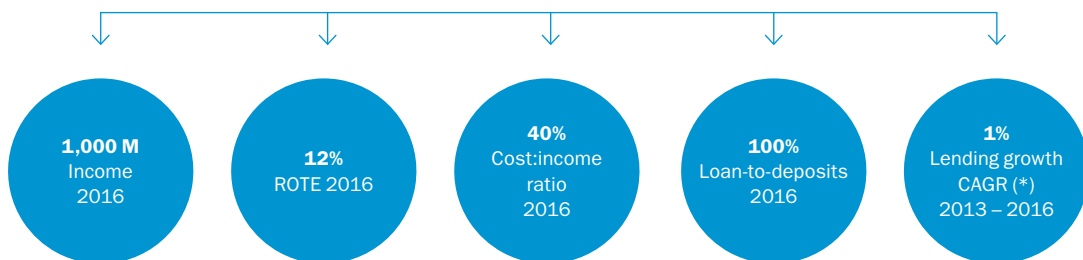 1,000 M
Income
2016
12%
ROTE 2016
40%
Cost:income
ratio
2016
100%
Loan-to-deposits
2016
1%
Lending growth
CAGR (*)
2013 – 2016